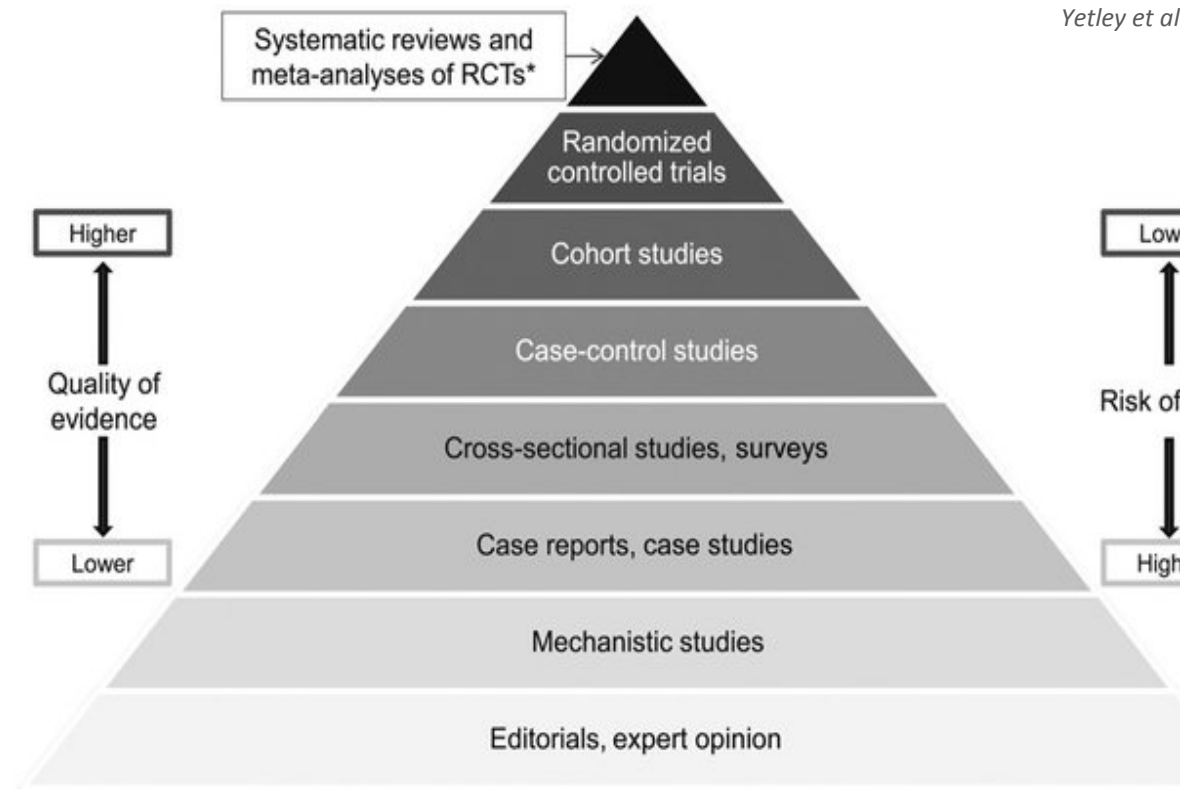 Yetley et al
Systematic reviews and
meta-analyses of RCTs*
Randomized
controlled trials
Higher
Cohort studies
Case-control studies
Quality of
evidence
Risk of
Cross-sectional studies, surveys
Case reports, case studies
Lower
High
Mechanistic studies
Editorials, expert opinion